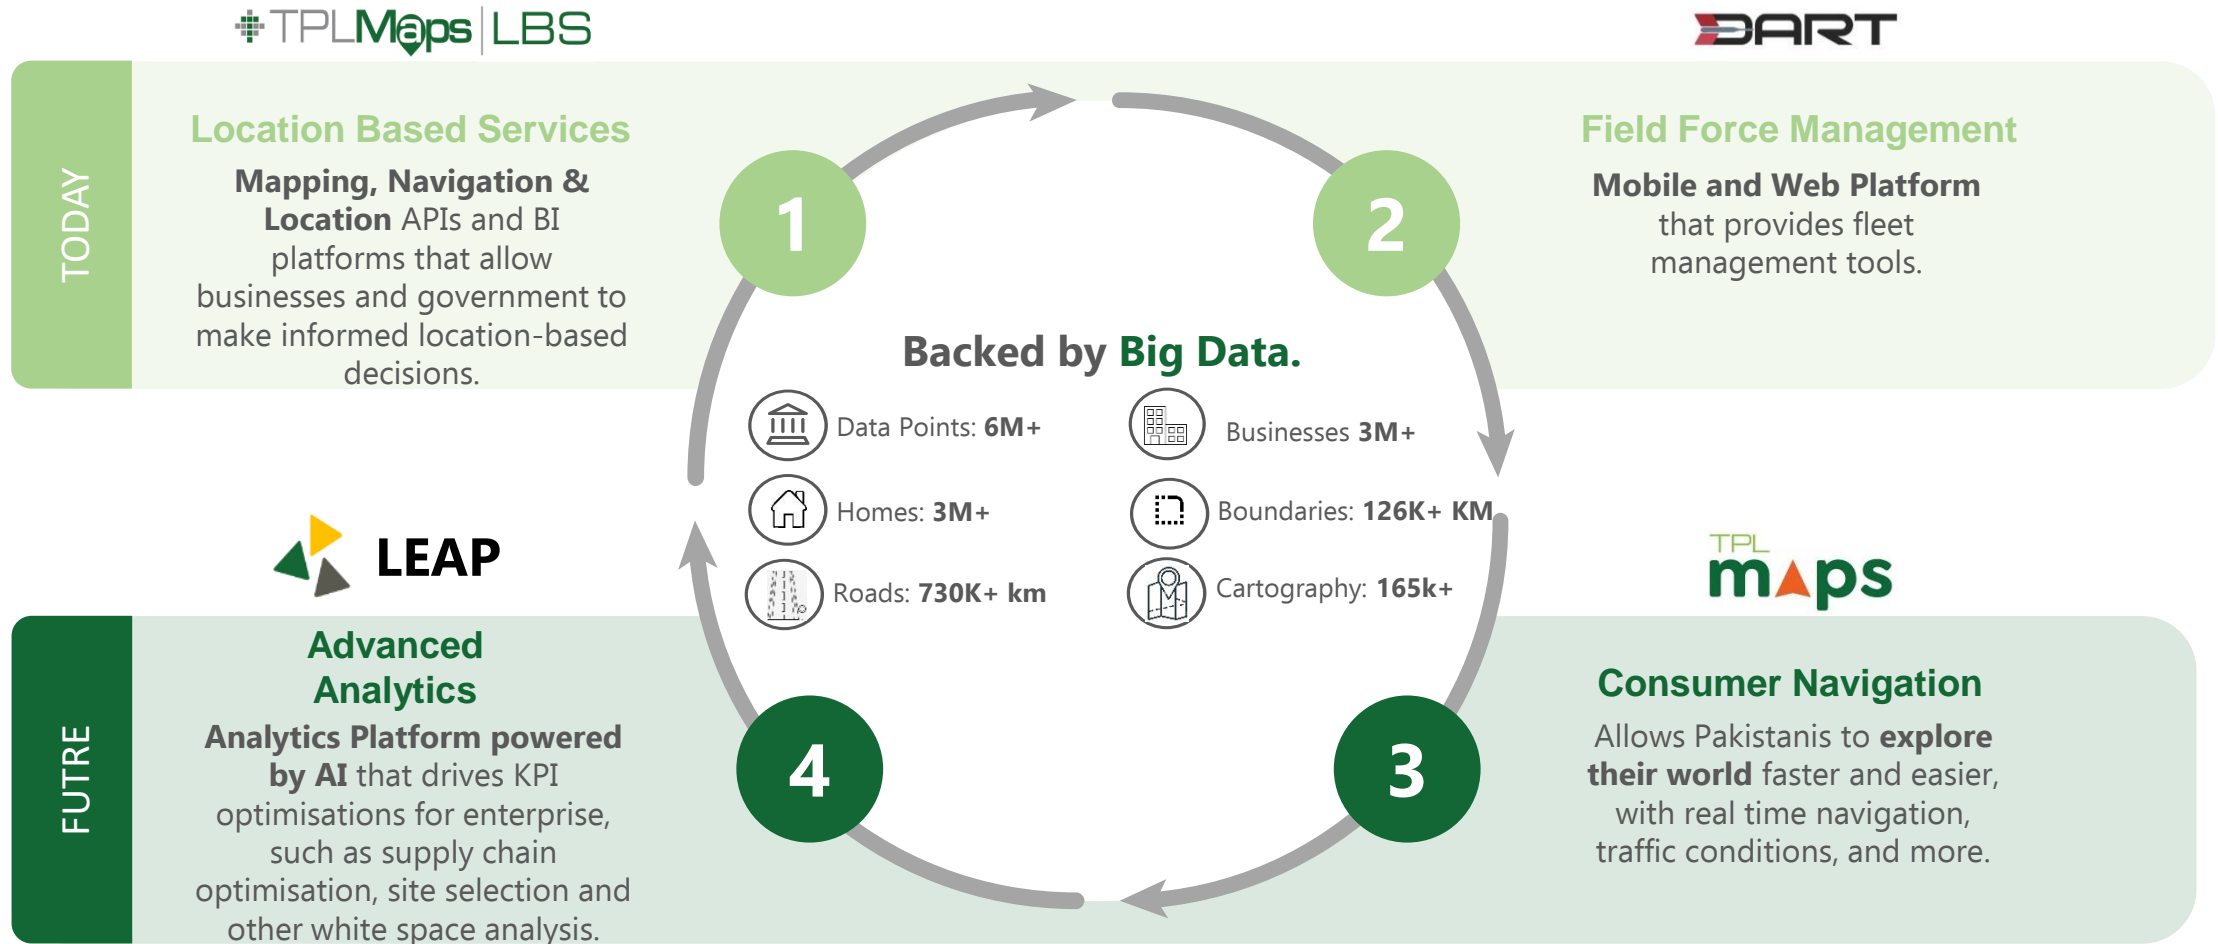 TPLMaps LBS
DART
TODAY
Location Based Services
Mapping, Navigation &
Location APIs and BI
platforms that allow
businesses and government to
make informed location-based
decisions.
1
2
Field Force Management
Mobile and Web Platform
that provides fleet
management tools.
Backed by Big Data.
Data Points: 6M+
Businesses 3M+
Homes: 3M+
Boundaries: 126K+ KM
Roads: 730K+ km
Cartography: 165k+
LEAP
TPL
maps
FUTRE
Advanced
Analytics
Analytics Platform powered
by AI that drives KPI
optimisations for enterprise,
such as supply chain
optimisation, site selection and
other white space analysis.
4
3
Consumer Navigation
Allows Pakistanis to explore
their world faster and easier,
with real time navigation,
traffic conditions, and more.